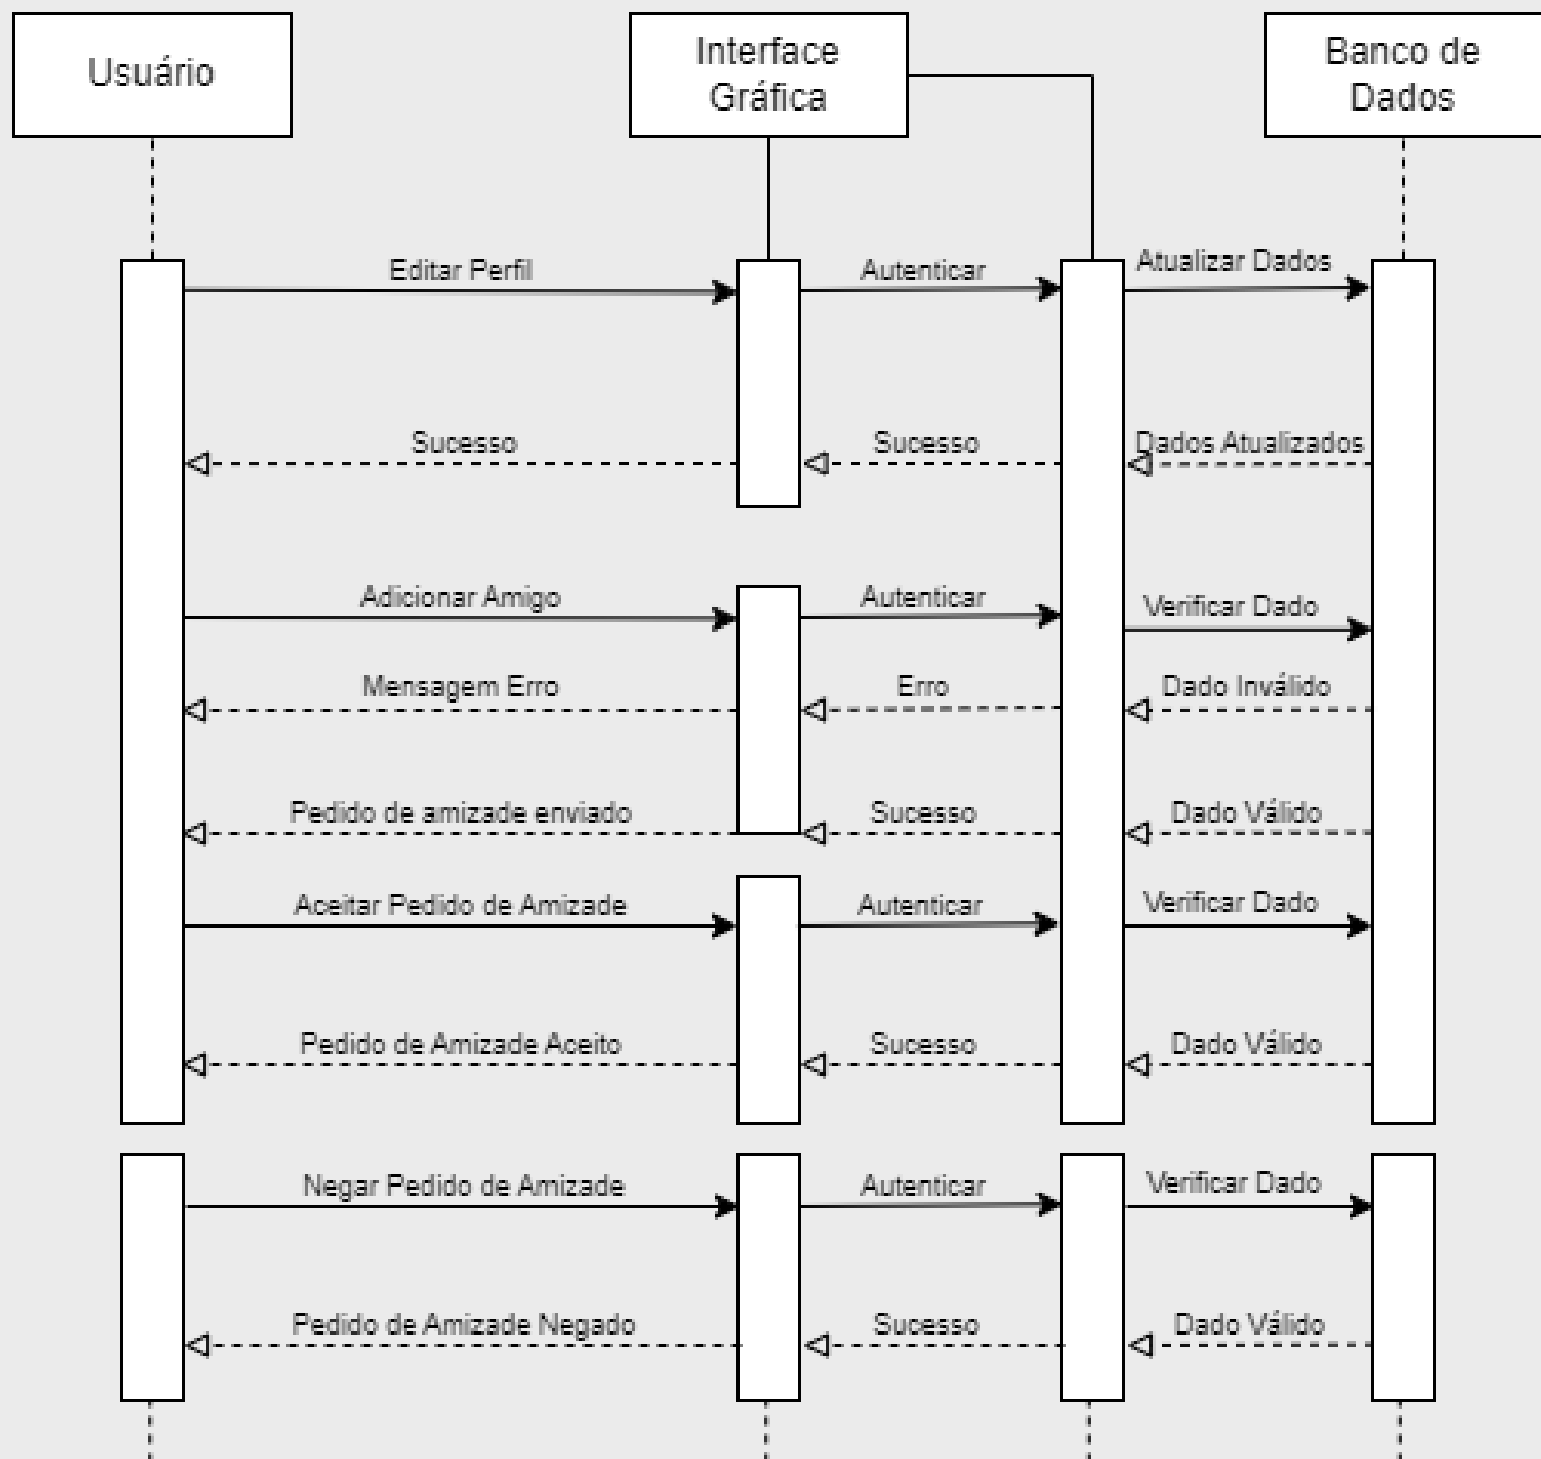 Usuário
Interface
Gráfica
Banco de
Dados
Editar Perfil
Autenticar
Atualizar Dados
Sucesso
Sucesso
Dados Atualizados
Adicionar Amigo
Autenticar
Verificar Dado
Mensagem Erro
Erro
Dado Inválido
Pedido de amizade enviado
Sucesso
Dado Válido
Aceitar Pedido de Amizade
Autenticar
Verificar Dado
Pedido de Amizade Aceito
Sucesso
Dado Válido
Negar Pedido de Amizade
Autenticar
Verificar Dado
Pedido de Amizade Negado
Sucesso
Dado Válido